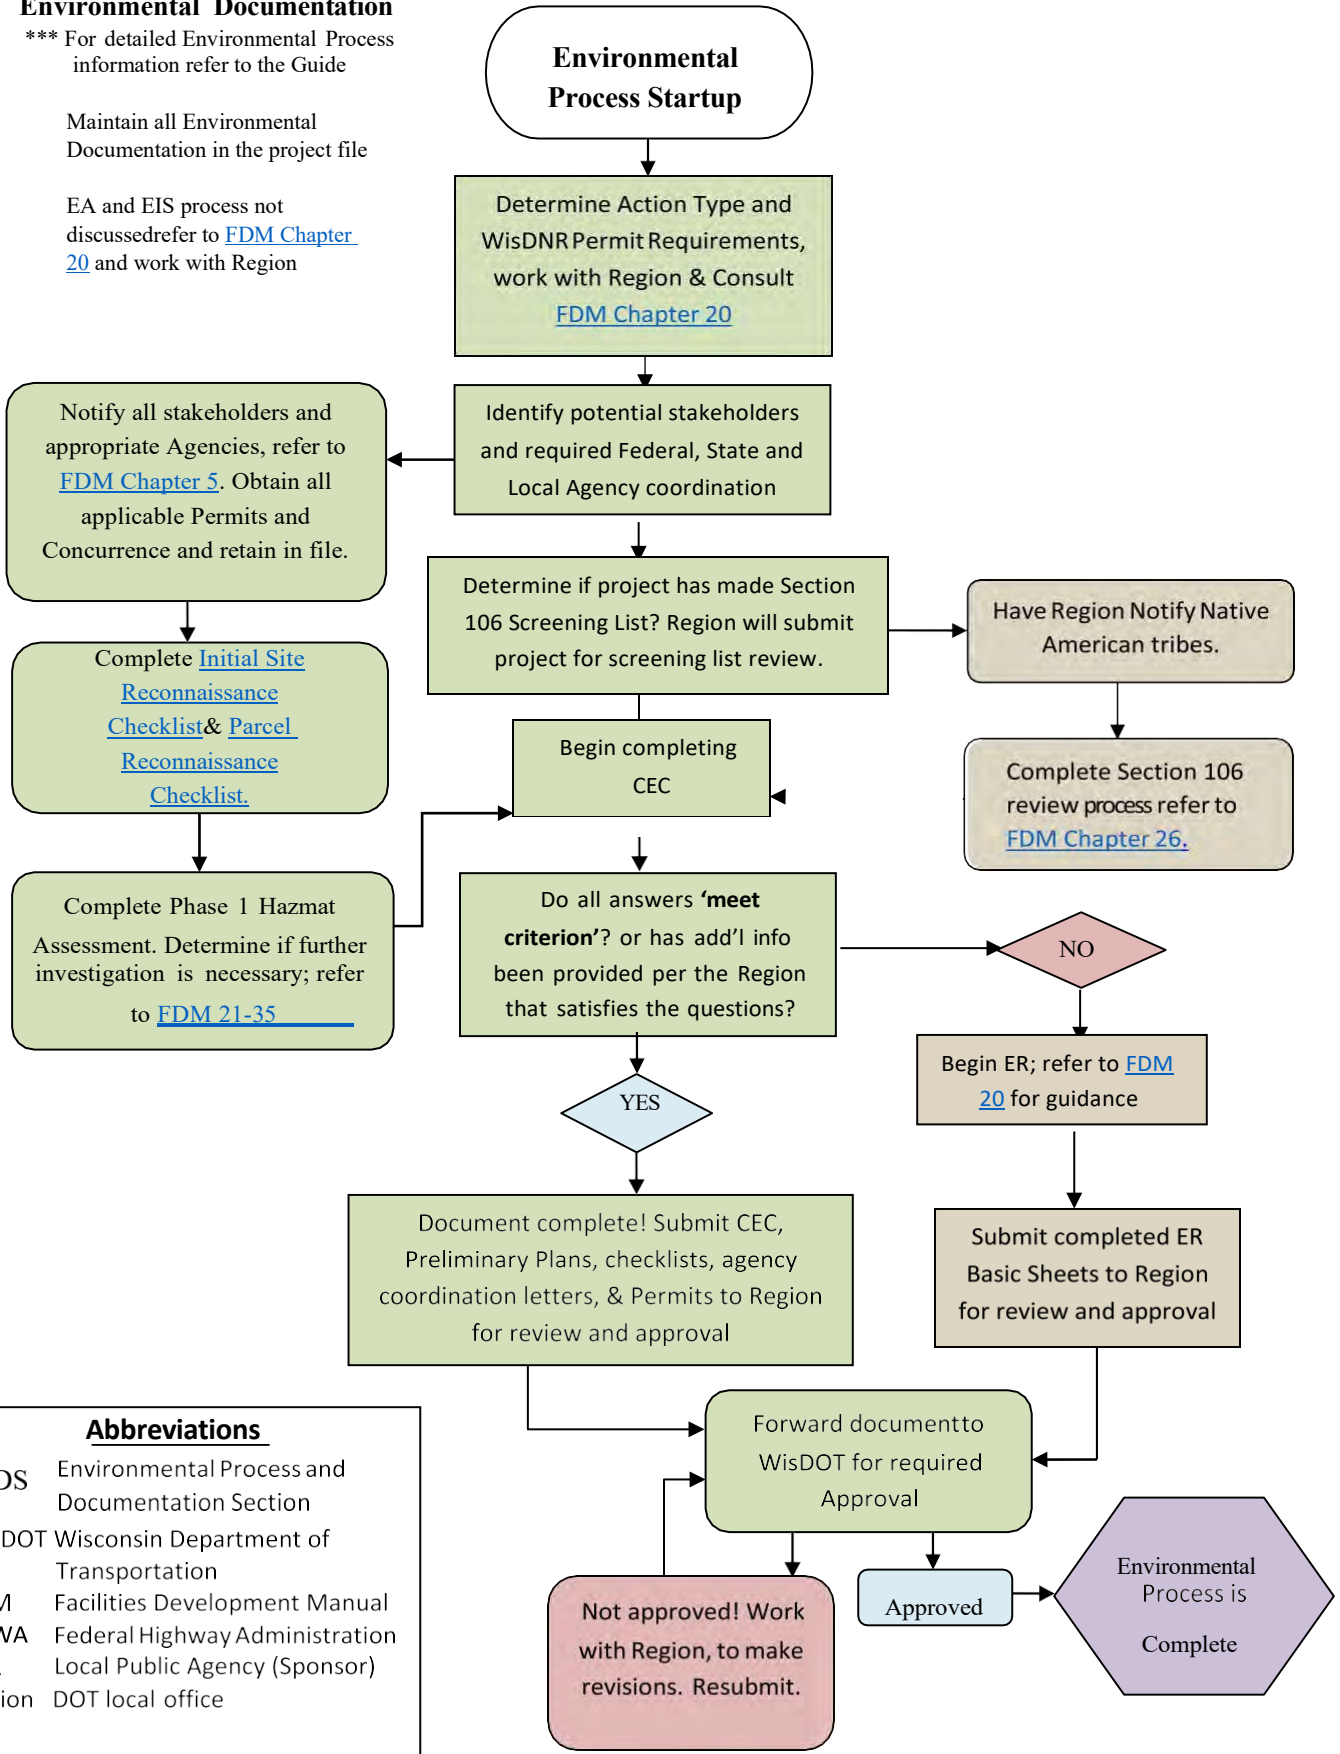 Environmental Documentation
*** For detailed Environmental Process
information refer to the Guide
Maintain all Environmental
Documentation in the project file
EA and EIS process not
discussedrefer to FDM Chapter
20 and work with Region
Environmental
Process Startup
Determine Action Type and
WisDNR Permit Requirements,
work with Region & Consult
FDM Chapter 20
Identify potential stakeholders
and required Federal, State and
Local Agency coordination
Notify all stakeholders and
appropriate Agencies, refer to
FDM Chapter 5. Obtain all
applicable Permits and
Concurrence and retain in file.
Determine if project has made Section
106 Screening List? Region will submit
project for screening list review.
Have Region Notify Native
American tribes.
Complete Initial Site
Reconnaissance
Checklist& Parcel
Reconnaissance
Checklist.
Begin completing
CEC
Complete Section 106
review process refer to
FDM Chapter 26.
Complete Phase 1 Hazmat
Assessment. Determine if further
investigation is necessary; refer
to FDM 21-35
Do all answers ‘meet
criterion’? or has add’l info
been provided per the Region
that satisfies the questions?
NO
YES
Begin ER; refer to FDM
20 for guidance
Document complete! Submit CEC,
Preliminary Plans, checklists, agency
coordination letters, & Permits to Region
for review and approval
Submit completed ER
Basic Sheets to Region
for review and approval
Forward documentto
WisDOT for required
Approval
Not approved! Work
with Region, to make
revisions. Resubmit.
Approved
Environmental
Process is
Complete
Abbreviations
DS Environmental Process and
Documentation Section
DOT Wisconsin Department of
Transportation
M Facilities Development Manual
WA Federal Highway Administration
Local Public Agency (Sponsor)
ion DOT local office